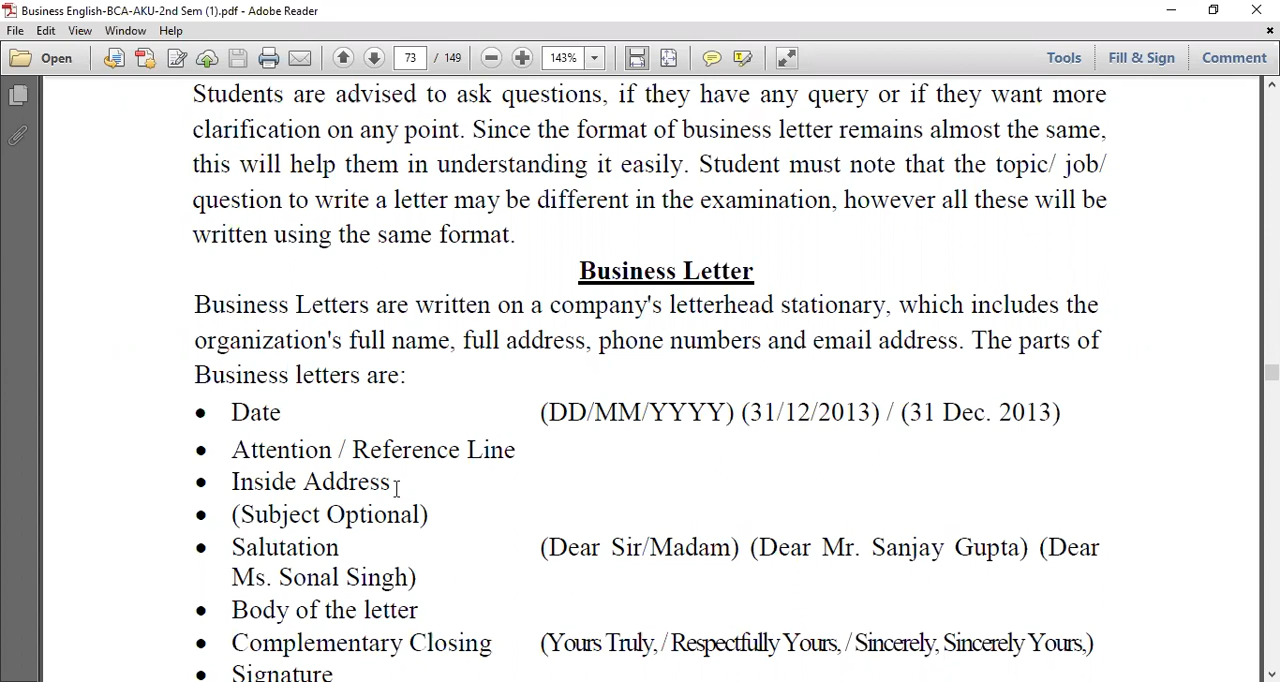 Business English-BCA-AKU-2nd Sem (1).pdf - Adobe Reader
File Edit View Window Help
Open 73 / 149 143% Tools Fill & Sign Comment
Students are advised to ask questions, if they have any query or if they want more
clarification on any point. Since the format of business letter remains almost the same,
this will help them in understanding it easily. Student must note that the topic/ job/
question to write a letter may be different in the examination, however all these will be
written using the same format.
Business Letter
Business Letters are written on a company's letterhead stationary, which includes the
organization's full name, full address, phone numbers and email address. The parts of
Business letters are:
• Date (DD/MM/YYYY) (31/12/2013) / (31 Dec. 2013)
• Attention / Reference Line
• Inside Address
• (Subject Optional)
• Salutation (Dear Sir/Madam) (Dear Mr. Sanjay Gupta) (Dear
Ms. Sonal Singh)
• Body of the letter
• Complementary Closing (Yours Truly, / Respectfully Yours, / Sincerely, Sincerely Yours,)
• Signature